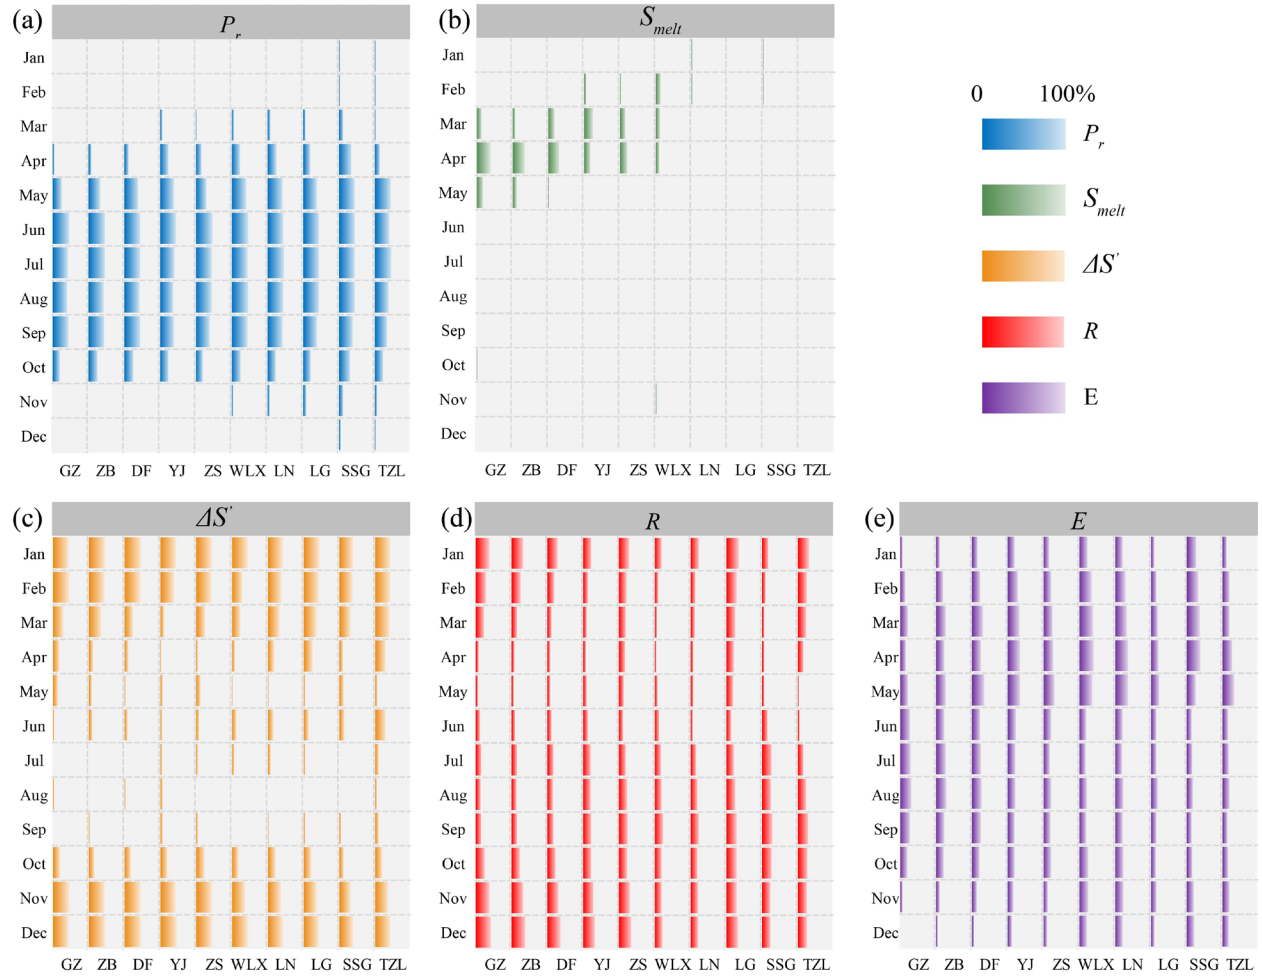 (a) P_r
Jan
Feb
Mar
Apr
May
Jun
Jul
Aug
Sep
Oct
Nov
Dec
GZ ZB DF YJ ZS WLX LN LG SSG TZL
(b) S_melt
Jan
Feb
Mar
Apr
May
Jun
Jul
Aug
Sep
Oct
Nov
Dec
GZ ZB DF YJ ZS WLX LN LG SSG TZL
0 100%
P_r
S_melt
ΔS'
R
E
(c) ΔS'
Jan
Feb
Mar
Apr
May
Jun
Jul
Aug
Sep
Oct
Nov
Dec
GZ ZB DF YJ ZS WLX LN LG SSG TZL
(d) R
Jan
Feb
Mar
Apr
May
Jun
Jul
Aug
Sep
Oct
Nov
Dec
GZ ZB DF YJ ZS WLX LN LG SSG TZL
(e) E
Jan
Feb
Mar
Apr
May
Jun
Jul
Aug
Sep
Oct
Nov
Dec
GZ ZB DF YJ ZS WLX LN LG SSG TZL